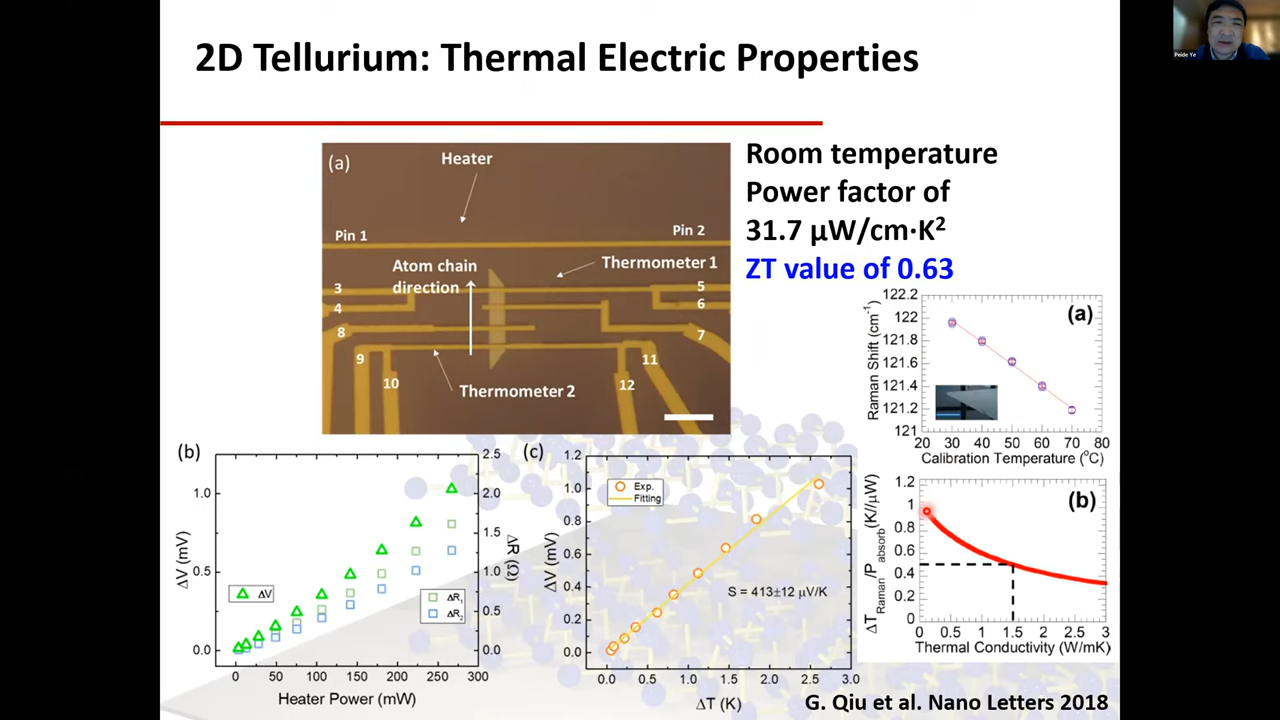 2D Tellurium: Thermal Electric Properties
Peide Ye
Room temperature
Power factor of
31.7 µW/cm·K²
ZT value of 0.63
(a)
Heater
Pin 1
Pin 2
Atom chain
direction
Thermometer 1
3
4
5
6
8
7
9
10
11
12
Thermometer 2
(a)
Raman Shift (cm⁻¹)
122.2
122
121.8
121.6
121.4
121.2
121
20 30 40 50 60 70 80
Calibration Temperature (°C)
(b)
ΔV (mV)
1.0
0.5
0.0
2.5
2.0
1.5
1.0
0.5
0.0
ΔR (Ω)
ΔV
ΔR₁
ΔR₂
0 50 100 150 200 250 300
Heater Power (mW)
(c)
ΔV (mV)
1.2
1.0
0.8
0.6
0.4
0.2
0.0
Exp.
Fitting
S = 413±12 µV/K
0.0 0.5 1.0 1.5 2.0 2.5 3.0
ΔT (K)
(b)
ΔT_Raman/P_absorb(K//µW)
1.2
1
0.8
0.6
0.4
0.2
0
0 0.5 1 1.5 2 2.5 3
Thermal Conductivity (W/mK)
G. Qiu et al. Nano Letters 2018